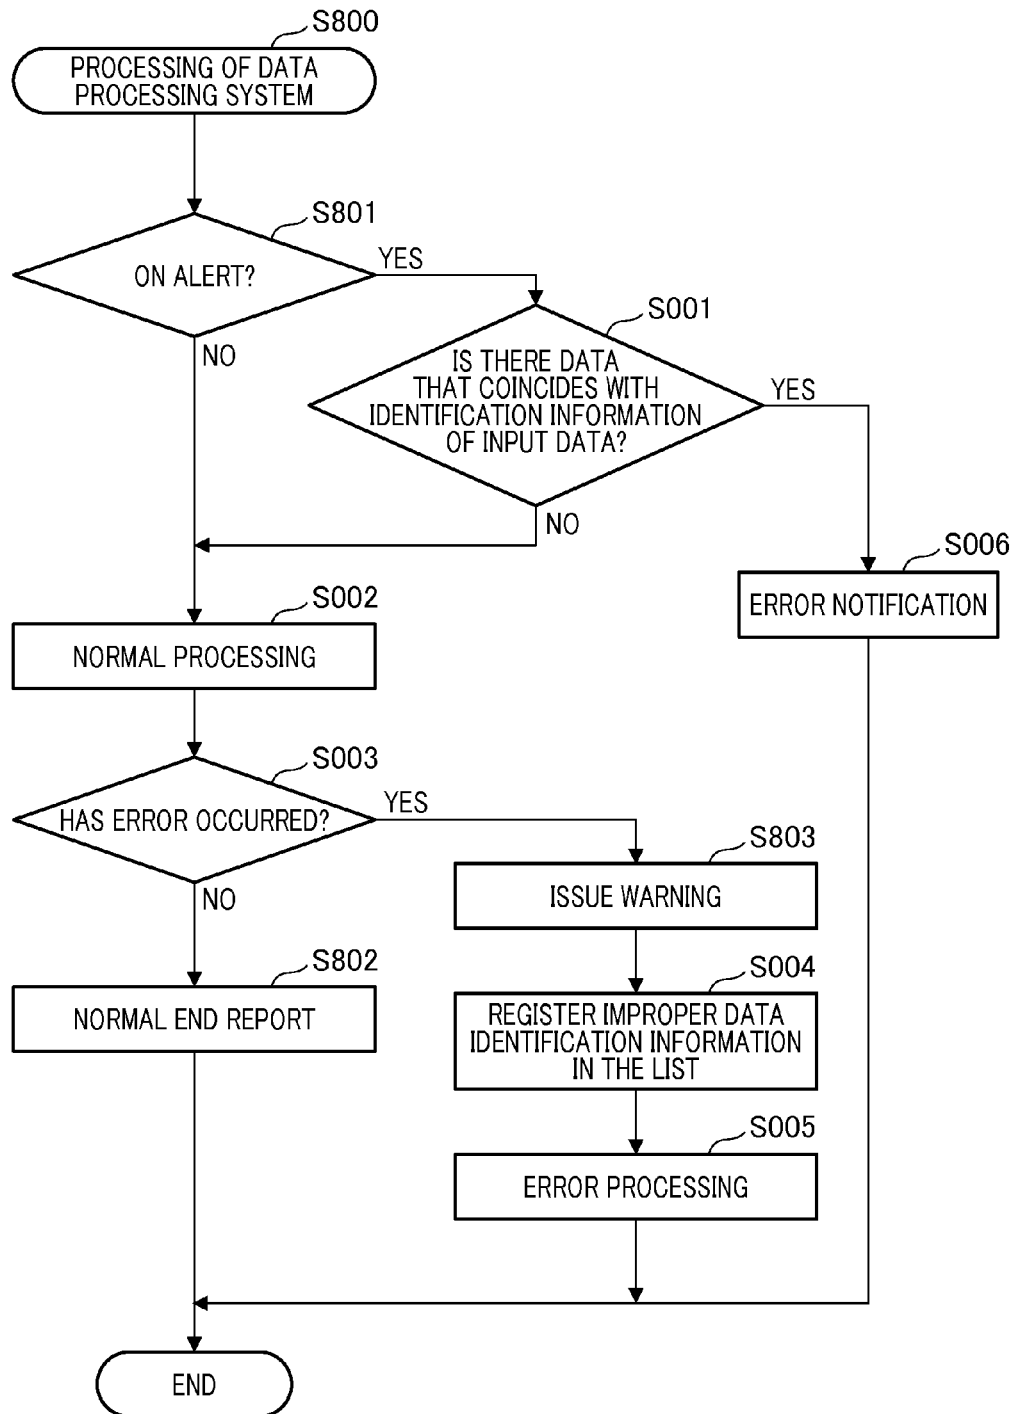 S800
PROCESSING OF DATA
PROCESSING SYSTEM
S801
ON ALERT?
YES
NO
S001
IS THERE DATA
THAT COINCIDES WITH
IDENTIFICATION INFORMATION
OF INPUT DATA?
YES
NO
S006
ERROR NOTIFICATION
S002
NORMAL PROCESSING
S003
HAS ERROR OCCURRED?
YES
NO
S803
ISSUE WARNING
S802
NORMAL END REPORT
S004
REGISTER IMPROPER DATA
IDENTIFICATION INFORMATION
IN THE LIST
S005
ERROR PROCESSING
END